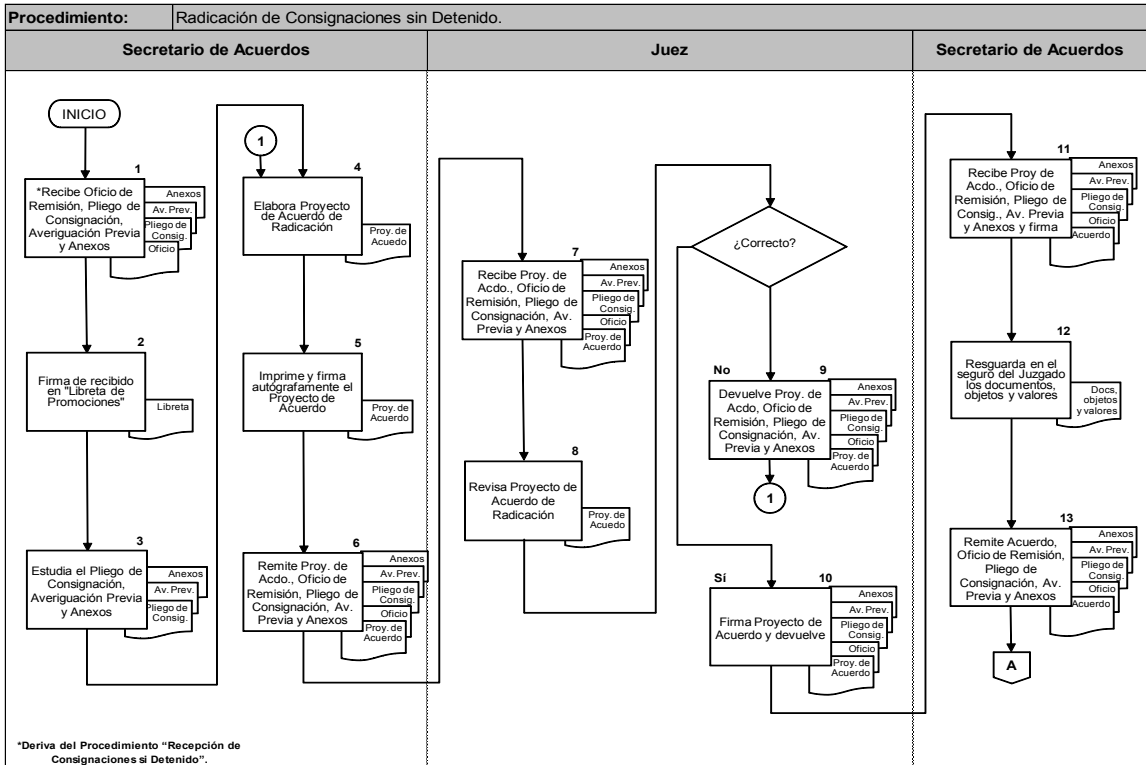 Procedimiento:
Radicación de Consignaciones sin Detenido.
Secretario de Acuerdos
Juez
Secretario de Acuerdos
INICIO
1
*Recibe Oficio de
Remisión, Pliego de
Consignación,
Averiguación Previa
y Anexos
Anexos
Av. Prev.
Pliego de
Consig.
Oficio
2
Firma de recibido
en "Libreta de
Promociones"
Libreta
3
Estudia el Pliego de
Consignación,
Averiguación Previa
y Anexos
Anexos
Av. Prev.
Pliego de
Consig.
1
4
Elabora Proyecto
de Acuerdo de
Radicación
Proy. de
Acuedo
5
Imprime y firma
autógrafamente el
Proyecto de
Acuerdo
Proy. de
Acuerdo
6
Remite Proy. de
Acdo., Oficio de
Remisión, Pliego de
Consignación, Av.
Previa y Anexos
Anexos
Av. Prev.
Pliego de
Consig.
Oficio
Proy. de
Acuerdo
7
Recibe Proy. de
Acdo., Oficio de
Remisión, Pliego de
Consignación, Av.
Previa y Anexos
Anexos
Av. Prev.
Pliego de
Consig.
Oficio
Proy. de
Acuerdo
8
Revisa Proyecto de
Acuerdo de
Radicación
Proy. de
Acuedo
¿Correcto?
No
9
Devuelve Proy. de
Acdo, Oficio de
Remisión, Pliego de
Consignación, Av.
Previa y Anexos
Anexos
Av. Prev.
Pliego de
Consig.
Oficio
Proy. de
Acuerdo
1
Sí
10
Firma Proyecto de
Acuerdo y devuelve
Anexos
Av. Prev.
Pliego de
Consig.
Oficio
Proy. de
Acuerdo
11
Recibe Proy de
Acdo., Oficio de
Remisión, Pliego de
Consig., Av. Previa
y Anexos y firma
Anexos
Av. Prev.
Pliego de
Consig.
Oficio
Acuerdo
12
Resguarda en el
seguro del Juzgado
los documentos,
objetos y valores
Docs,
objetos
y valores
13
Remite Acuerdo,
Oficio de Remisión,
Pliego de
Consignación, Av.
Previa y Anexos
Anexos
Av. Prev.
Pliego de
Consig.
Oficio
Acuerdo
A
*Deriva del Procedimiento “Recepción de
Consignaciones si Detenido”.